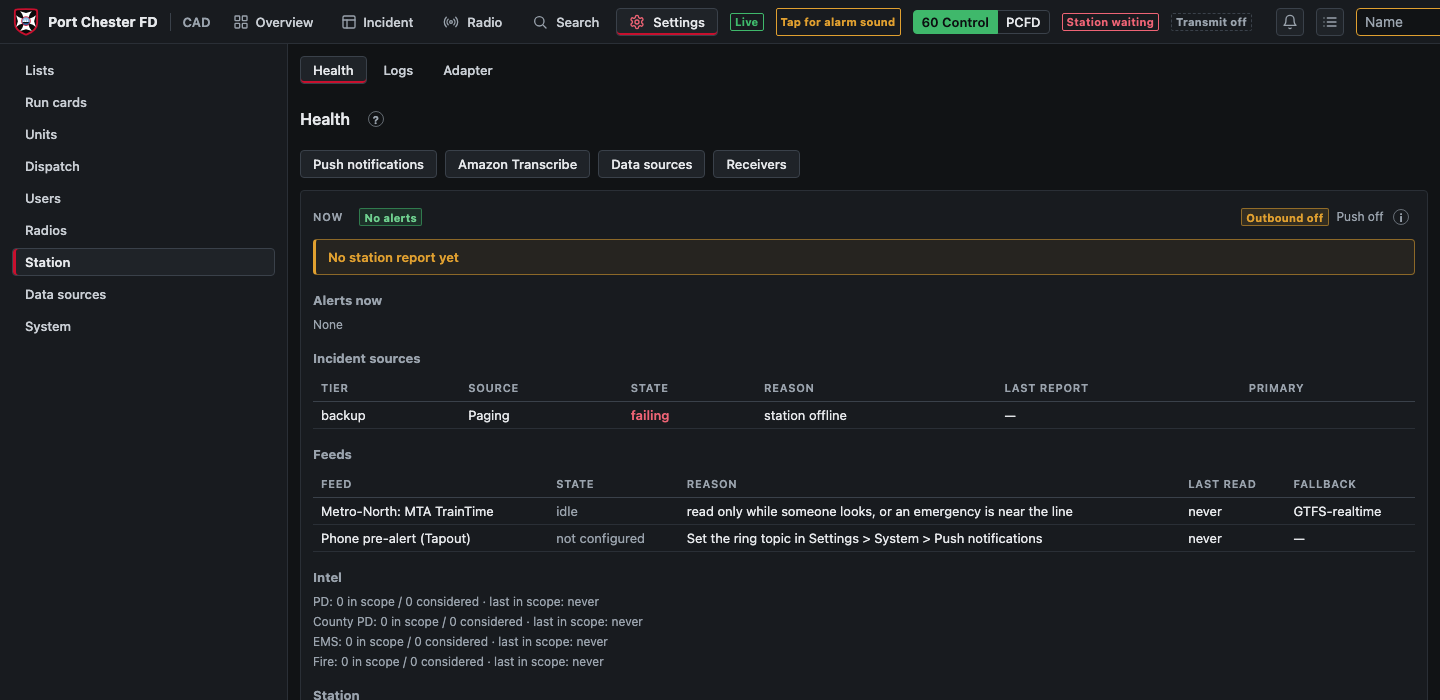 Port Chester FD CAD Overview Incident Radio Search Settings Live Tap for alarm sound 60 Control PCFD Station waiting Transmit off Name
Lists
Run cards
Units
Dispatch
Users
Radios
Station
Data sources
System
Health Logs Adapter
Health ?
Push notifications Amazon Transcribe Data sources Receivers
NOW No alerts Outbound off Push off i
No station report yet
Alerts now
None
Incident sources
TIER SOURCE STATE REASON LAST REPORT PRIMARY
backup Paging failing station offline —
Feeds
FEED STATE REASON LAST READ FALLBACK
Metro-North: MTA TrainTime idle read only while someone looks, or an emergency is near the line never GTFS-realtime
Phone pre-alert (Tapout) not configured Set the ring topic in Settings > System > Push notifications never —
Intel
PD: 0 in scope / 0 considered · last in scope: never
County PD: 0 in scope / 0 considered · last in scope: never
EMS: 0 in scope / 0 considered · last in scope: never
Fire: 0 in scope / 0 considered · last in scope: never
Station